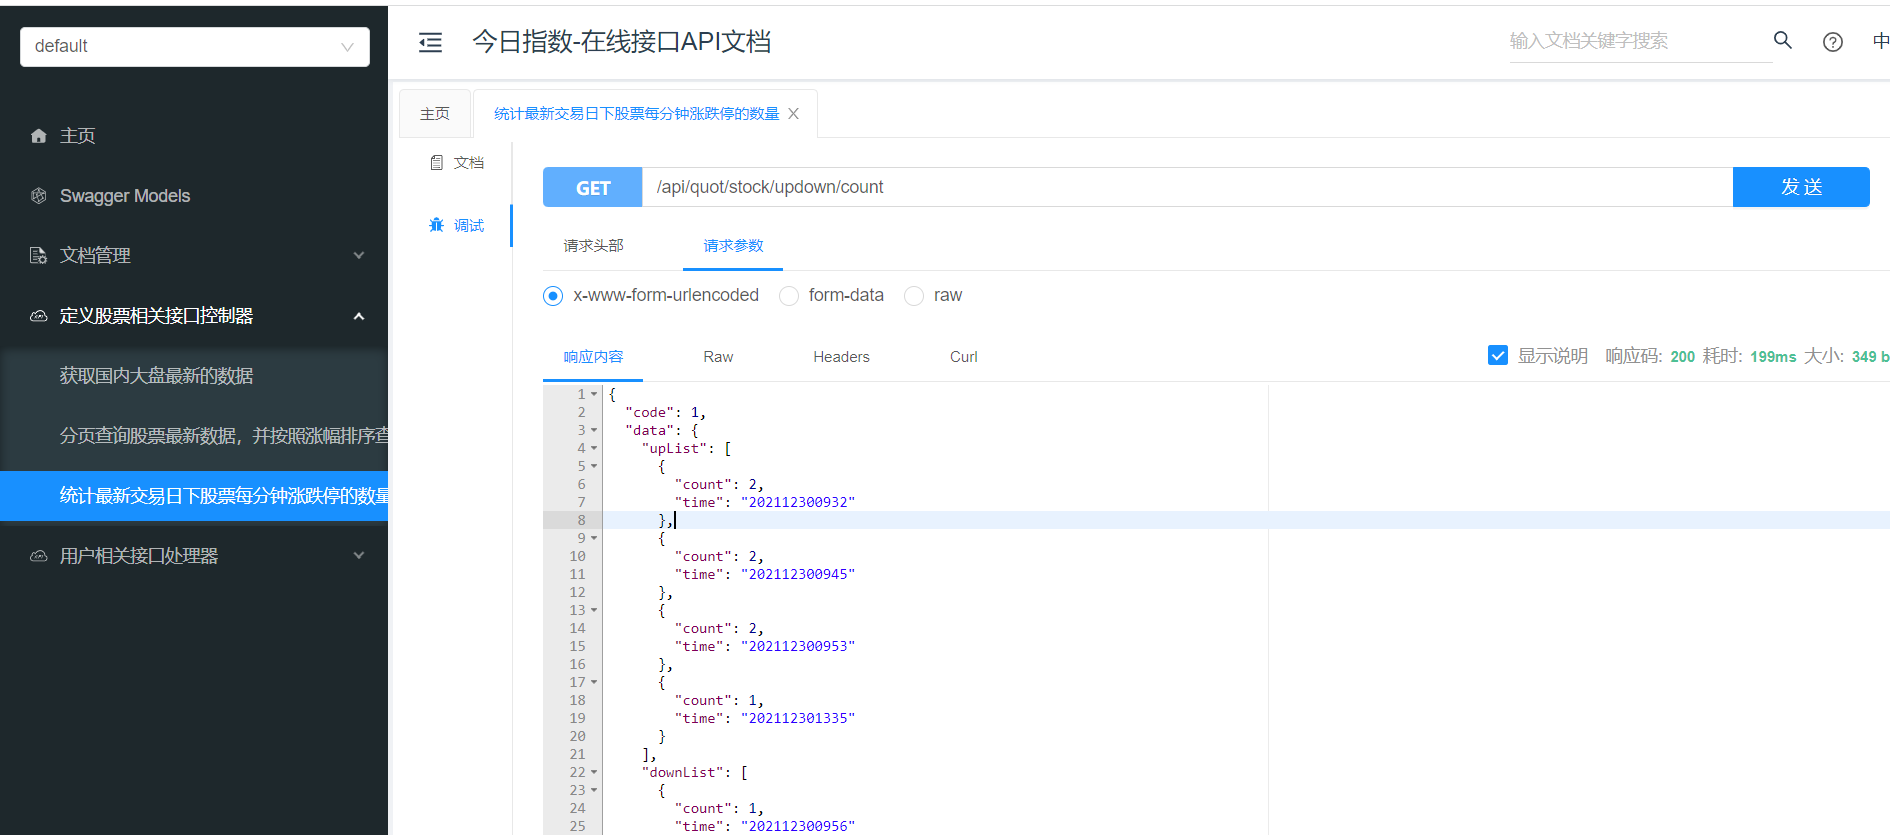 default
主页
Swagger Models
文档管理
定义股票相关接口控制器
获取国内大盘最新的数据
分页查询股票最新数据，并按照涨幅排序查
统计最新交易日下股票每分钟涨跌停的数量
用户相关接口处理器
今日指数-在线接口API文档
输入文档关键字搜索
中
主页
统计最新交易日下股票每分钟涨跌停的数量
文档
调试
GET
/api/quot/stock/updown/count
发 送
请求头部
请求参数
x-www-form-urlencoded
form-data
raw
响应内容
Raw
Headers
Curl
显示说明
响应码: 200 耗时: 199ms 大小: 349 b
1 {
2 "code": 1,
3 "data": {
4 "upList": [
5 {
6 "count": 2,
7 "time": "202112300932"
8 },
9 {
10 "count": 2,
11 "time": "202112300945"
12 },
13 {
14 "count": 2,
15 "time": "202112300953"
16 },
17 {
18 "count": 1,
19 "time": "202112301335"
20 }
21 ],
22 "downList": [
23 {
24 "count": 1,
25 "time": "202112300956"